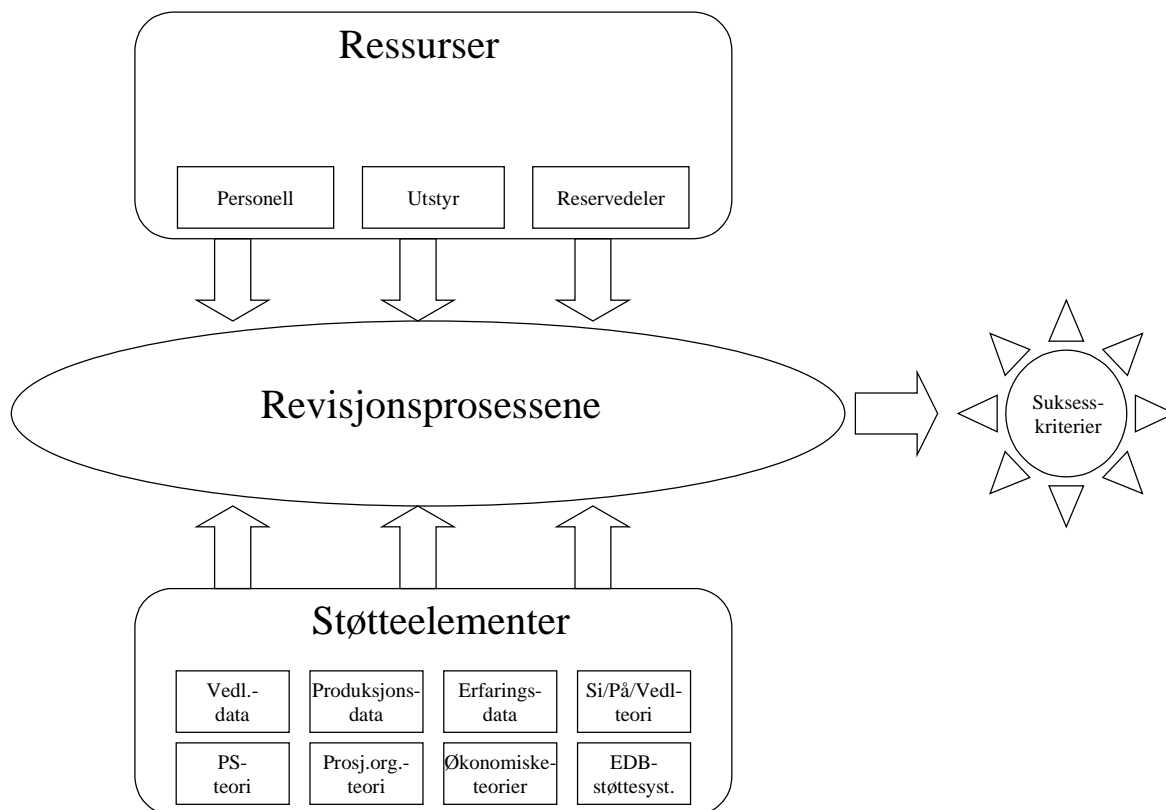 Ressurser
Personell
Utstyr
Reservedeler
Revisjonsprosessene
Suksess-
kriterier
Støtteelementer
Vedl.-
data
Produksjons-
data
Erfarings-
data
Si/På/Vedl-
teori
PS-
teori
Prosj.org.-
teori
Økonomiske-
teorier
EDB-
støttesyst.